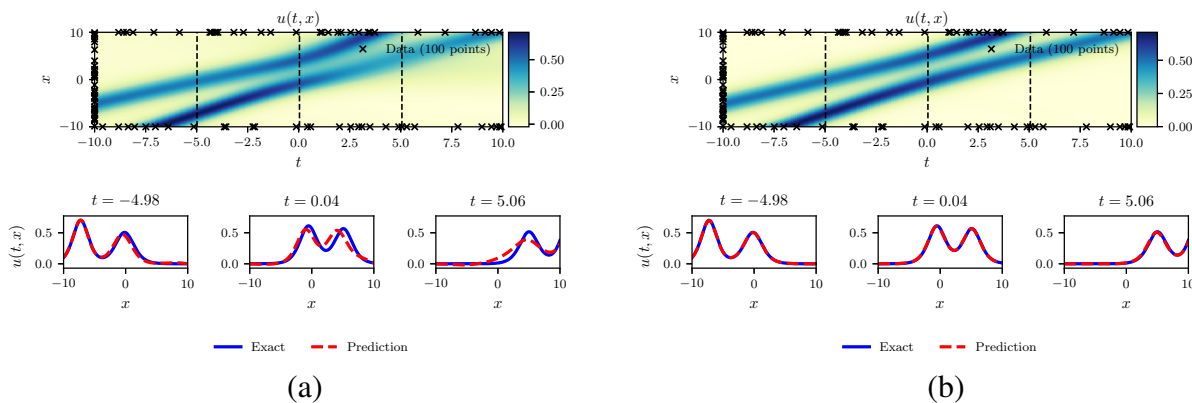 u(t, x)
10
0
−10
x
Data (100 points)
0.50
0.25
0.00
−10.0 −7.5 −5.0 −2.5 0.0 2.5 5.0 7.5 10.0
t
t = −4.98 t = 0.04 t = 5.06
u(t, x)
0.5
0.0
0.5
0.0
0.5
0.0
−10 0 10 −10 0 10 −10 0 10
x x x
Exact Prediction
(a)
u(t, x)
10
0
−10
x
Data (100 points)
0.50
0.25
0.00
−10.0 −7.5 −5.0 −2.5 0.0 2.5 5.0 7.5 10.0
t
t = −4.98 t = 0.04 t = 5.06
u(t, x)
0.5
0.0
0.5
0.0
0.5
0.0
−10 0 10 −10 0 10 −10 0 10
x x x
Exact Prediction
(b)